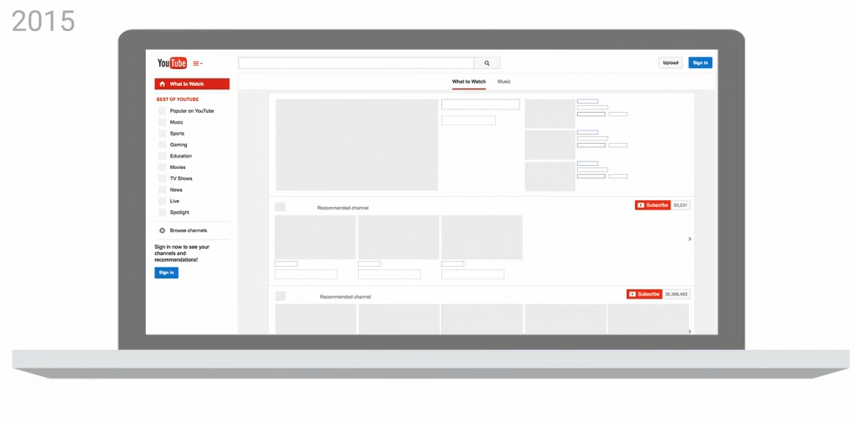 2015
YouTube
Upload
Sign in
What to Watch
What to Watch Music
BEST OF YOUTUBE
Popular on YouTube
Music
Sports
Gaming
Education
Movies
TV Shows
News
Live
Spotlight
Browse channels
Sign in now to see your
channels and
recommendations!
Sign in
Recommended channel
Subscribe
Recommended channel
Subscribe